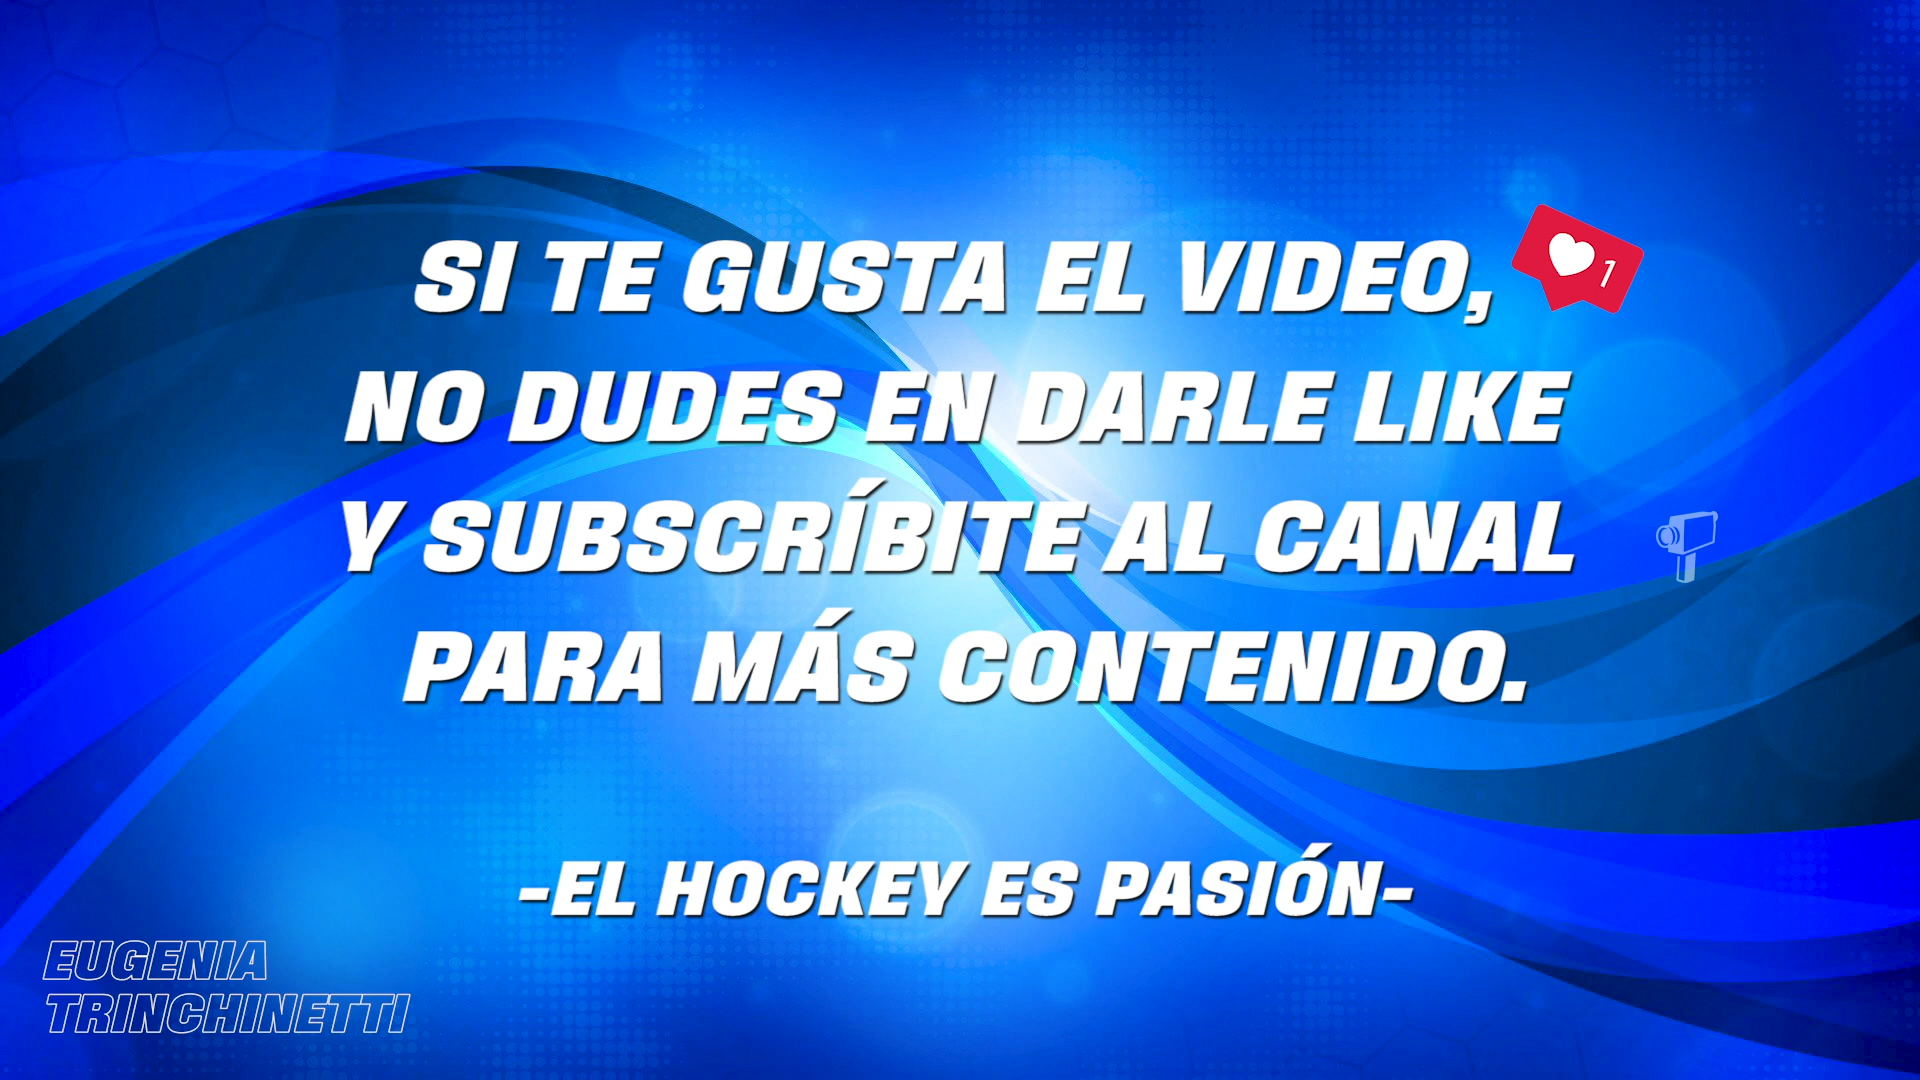 SI TE GUSTA EL VIDEO,
1
NO DUDES EN DARLE LIKE
Y SUBSCRÍBITE AL CANAL
PARA MÁS CONTENIDO.
-EL HOCKEY ES PASIÓN-
EUGENIA
TRINCHINETTI